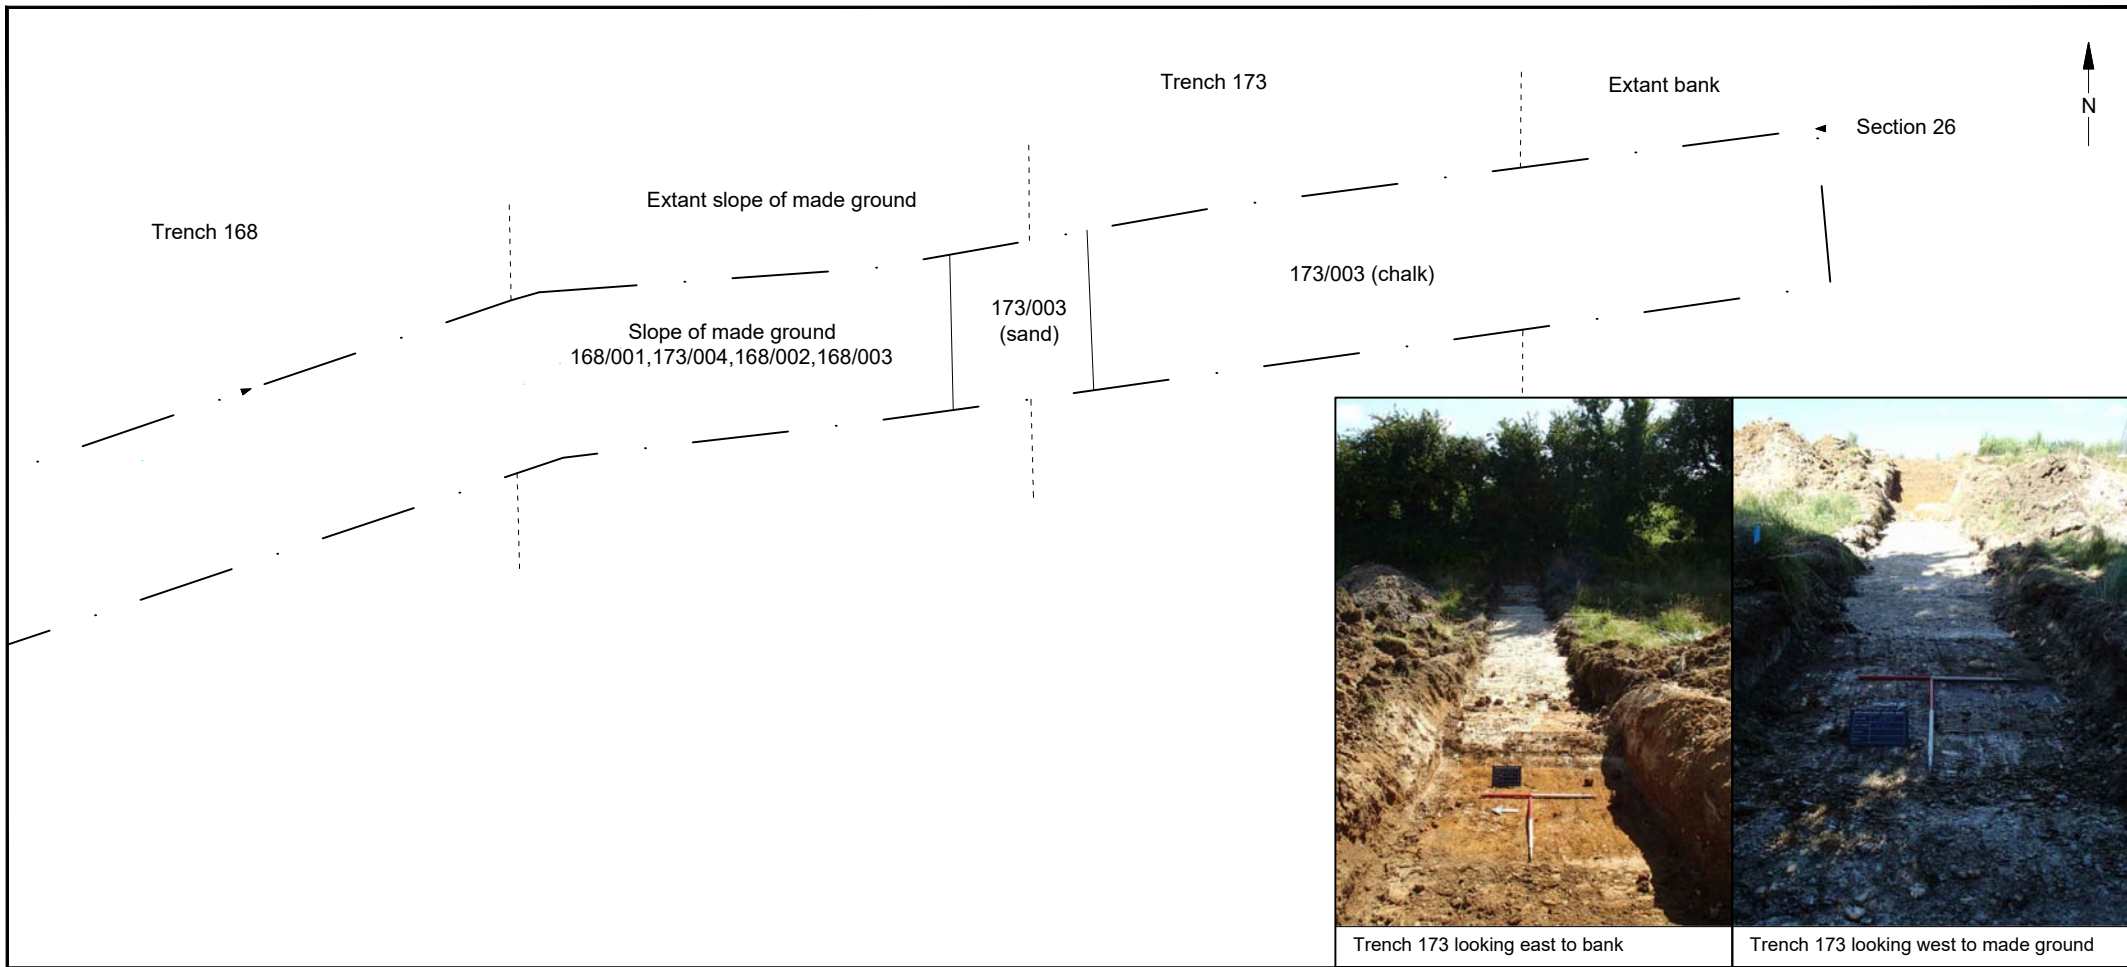 Trench 173
Extant bank
N
Section 26
Extant slope of made ground
Trench 168
173/003 (chalk)
173/003
(sand)
Slope of made ground
168/001,173/004,168/002,168/003
Trench 173 looking east to bank
Trench 173 looking west to made ground